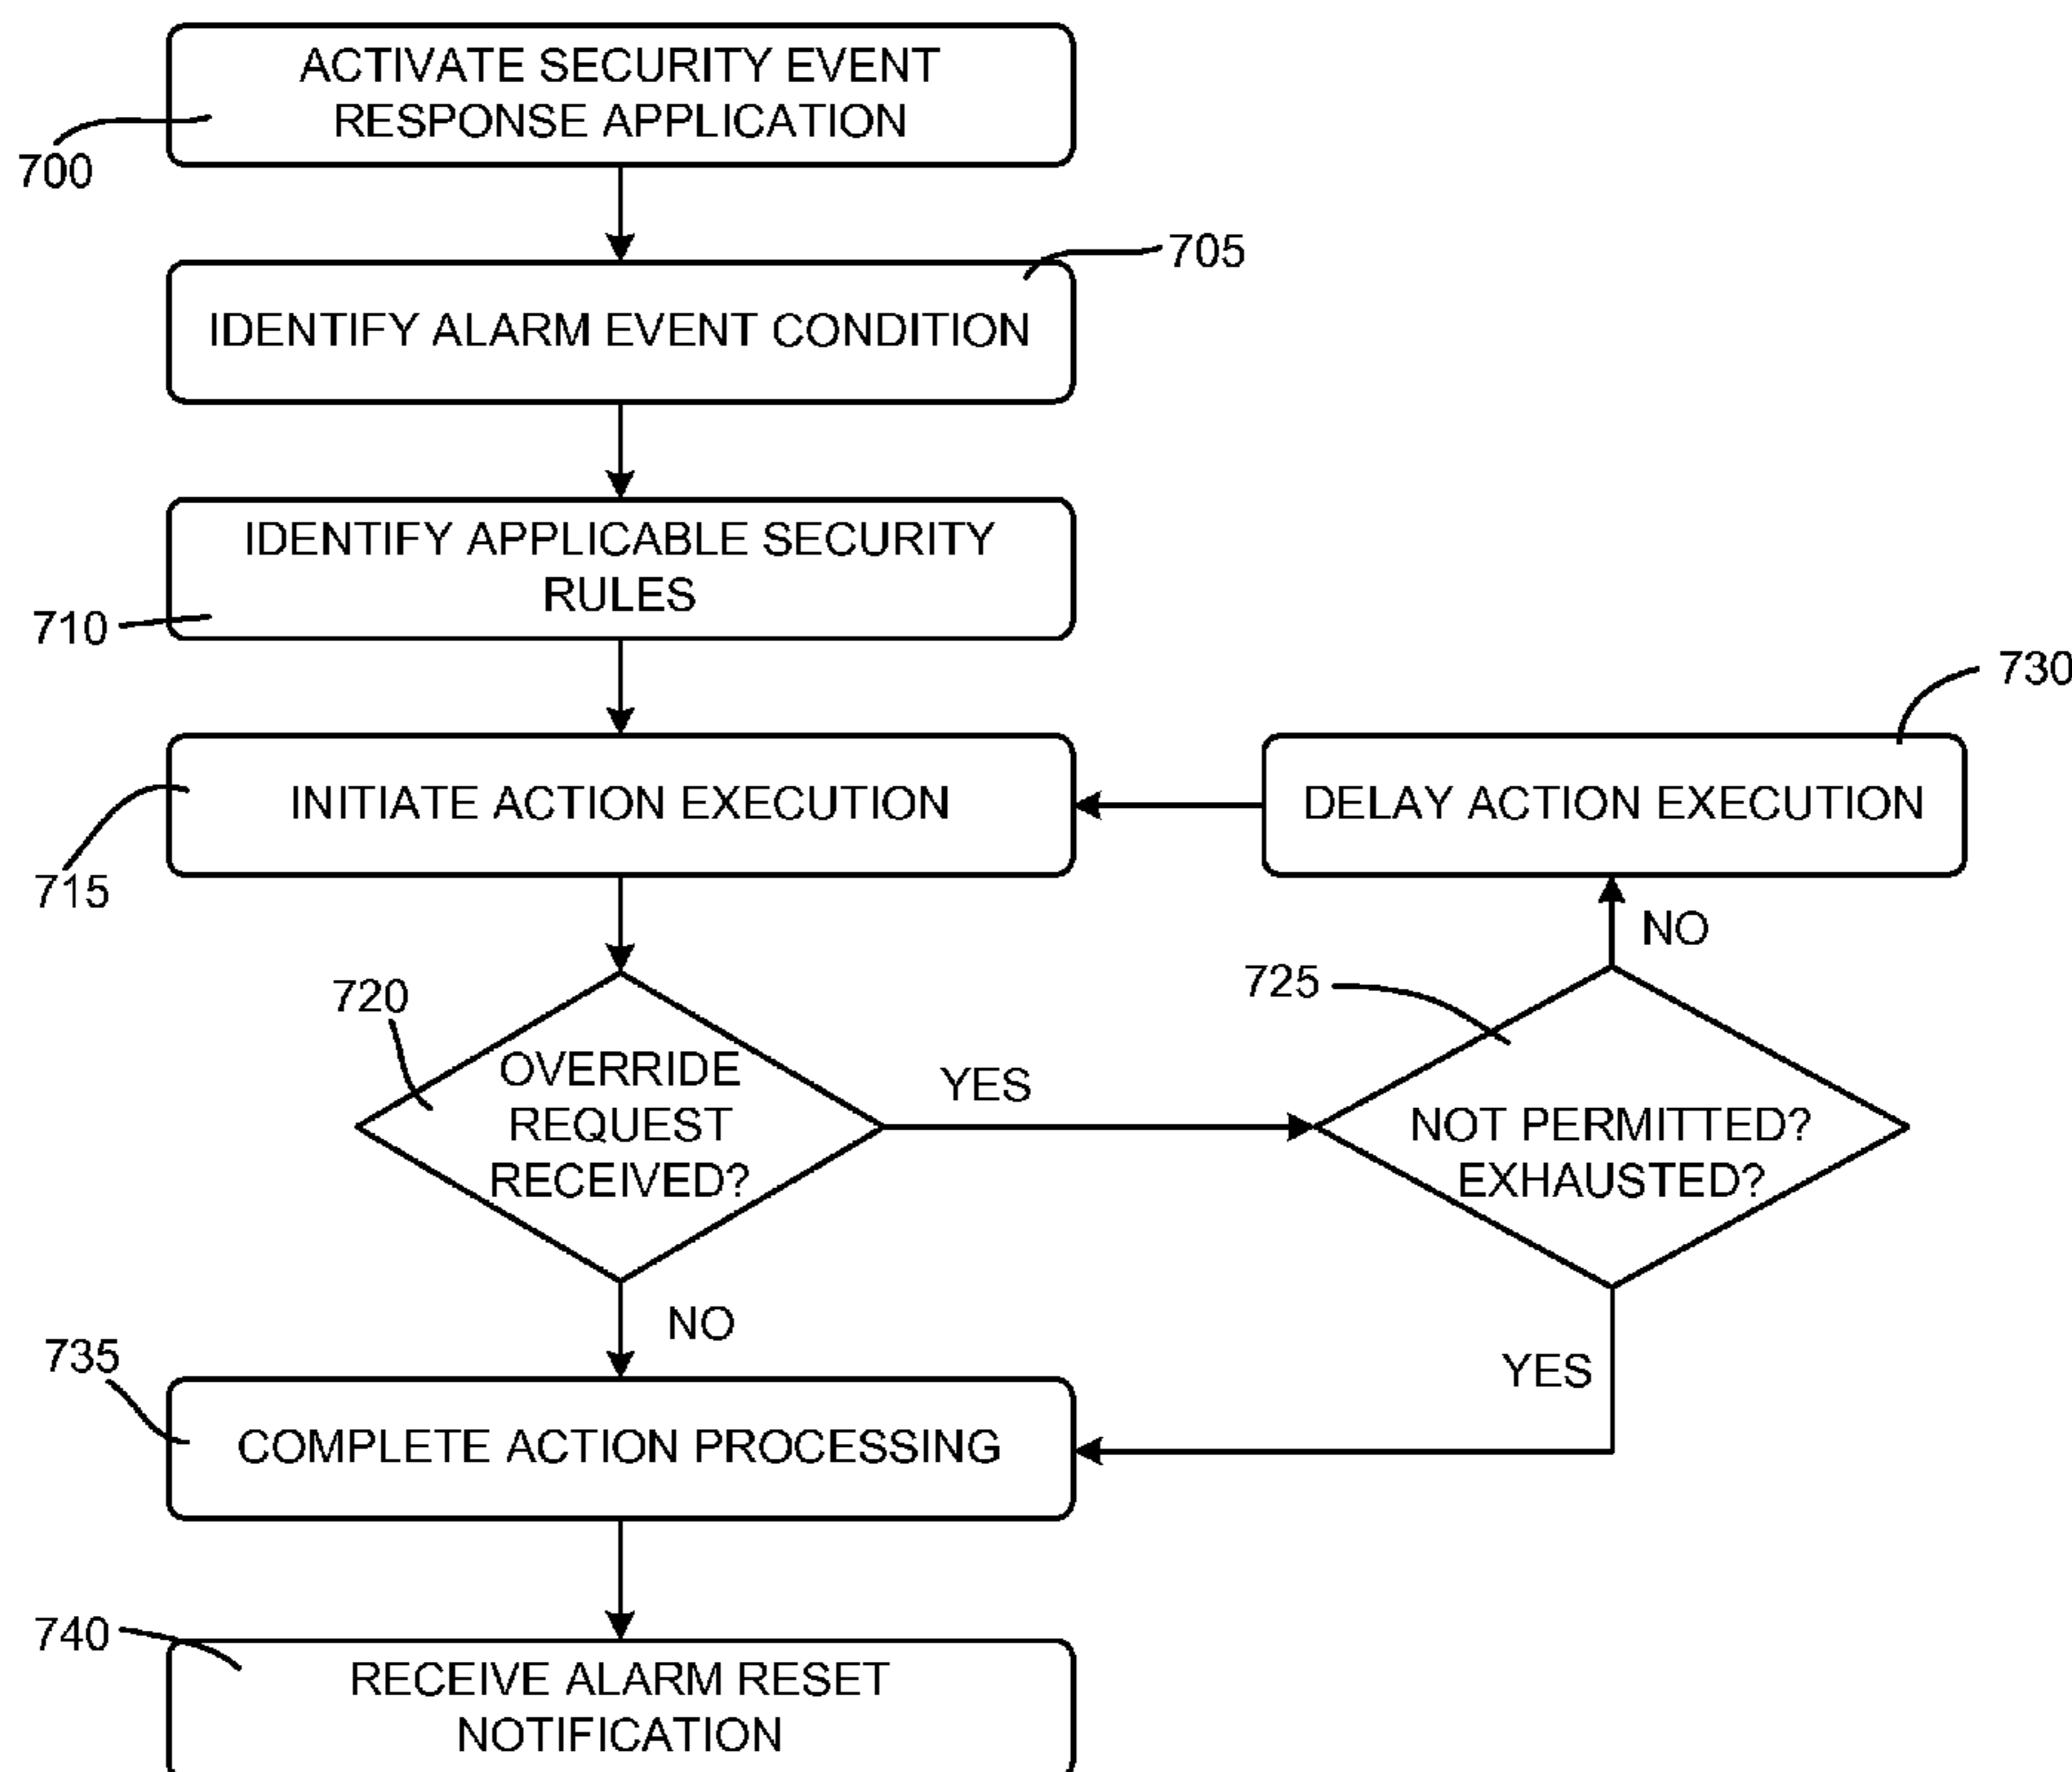 ACTIVATE SECURITY EVENT
RESPONSE APPLICATION
700
705
IDENTIFY ALARM EVENT CONDITION
IDENTIFY APPLICABLE SECURITY
RULES
710
730
INITIATE ACTION EXECUTION
DELAY ACTION EXECUTION
715
NO
720
725
OVERRIDE
REQUEST
RECEIVED?
YES
NOT PERMITTED?
EXHAUSTED?
NO
735
YES
COMPLETE ACTION PROCESSING
740
RECEIVE ALARM RESET
NOTIFICATION